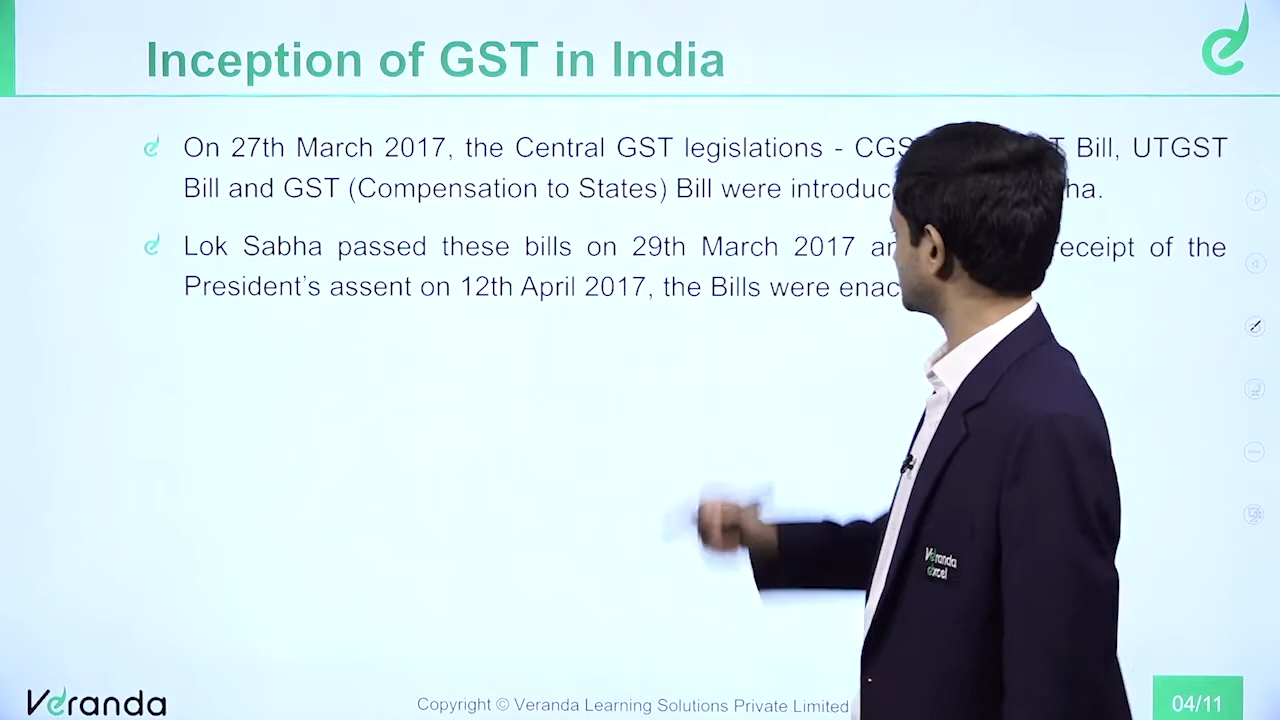 Inception of GST in India
On 27th March 2017, the Central GST legislations - CGS T Bill, UTGST
Bill and GST (Compensation to States) Bill were introduc ha.
Lok Sabha passed these bills on 29th March 2017 an receipt of the
President's assent on 12th April 2017, the Bills were enac
Veranda
Copyright © Veranda Learning Solutions Private Limited
04/11
Veranda